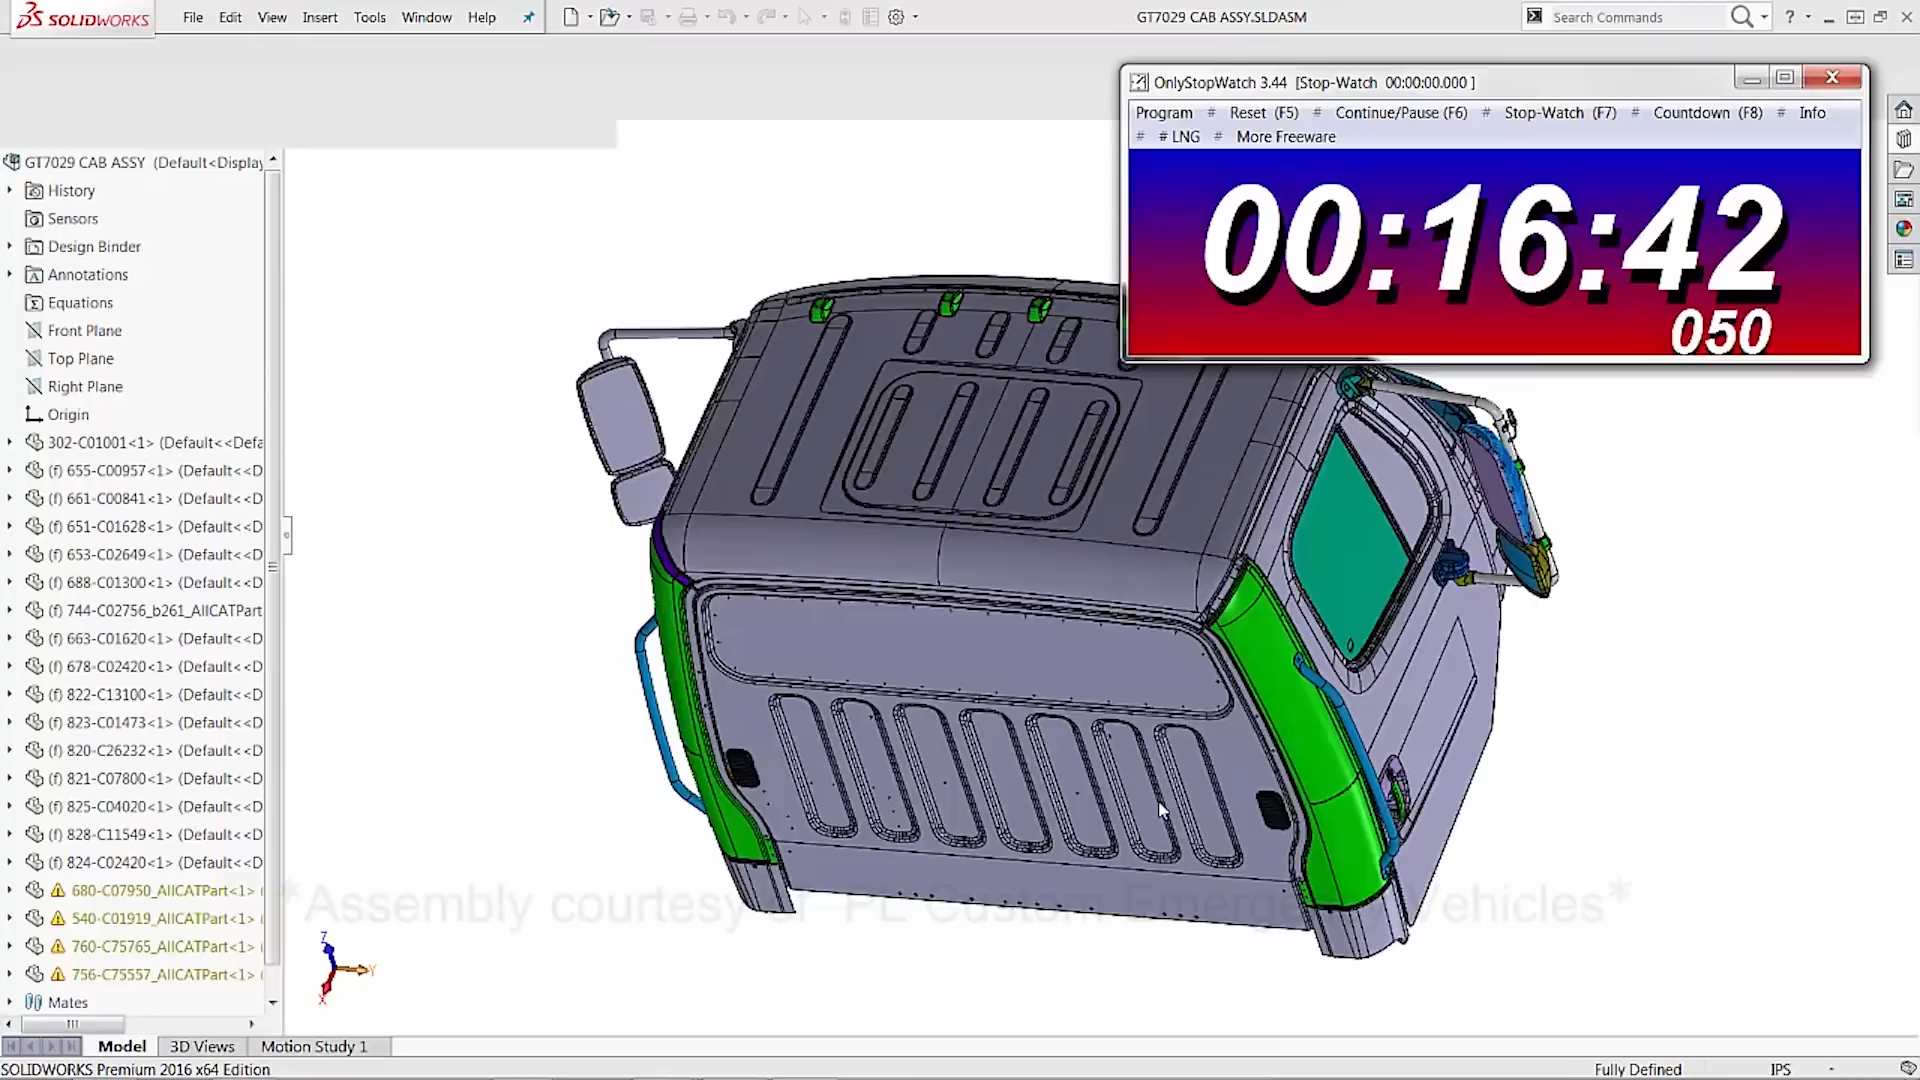 SOLIDWORKS
File Edit View Insert Tools Window Help
GT7029 CAB ASSY.SLDASM
Search Commands
?
OnlyStopWatch 3.44 [Stop-Watch 00:00:00.000 ]
Program # Reset (F5) # Continue/Pause (F6) # Stop-Watch (F7) # Countdown (F8) # Info
# # LNG # More Freeware
00:16:42
050
GT7029 CAB ASSY (Default<Display
History
Sensors
Design Binder
Annotations
Equations
Front Plane
Top Plane
Right Plane
Origin
302-C01001<1> (Default<<Defa
(f) 655-C00957<1> (Default<<D
(f) 661-C00841<1> (Default<<D
(f) 651-C01628<1> (Default<<D
(f) 653-C02649<1> (Default<<D
(f) 688-C01300<1> (Default<<D
(f) 744-C02756_b261_AllCATPart
(f) 663-C01620<1> (Default<<D
(f) 678-C02420<1> (Default<<D
(f) 822-C13100<1> (Default<<D
(f) 823-C01473<1> (Default<<D
(f) 820-C26232<1> (Default<<D
(f) 821-C07800<1> (Default<<D
(f) 825-C04020<1> (Default<<D
(f) 828-C11549<1> (Default<<D
(f) 824-C02420<1> (Default<<D
680-C07950_AllCATPart<1> (
540-C01919_AllCATPart<1> (
760-C75765_AllCATPart<1> (
756-C75557_AllCATPart<1> (
Mates
*Assembly courtesy of PL Custom Emergency Vehicles*
Z
Y
X
Model 3D Views Motion Study 1
SOLIDWORKS Premium 2016 x64 Edition
Fully Defined IPS